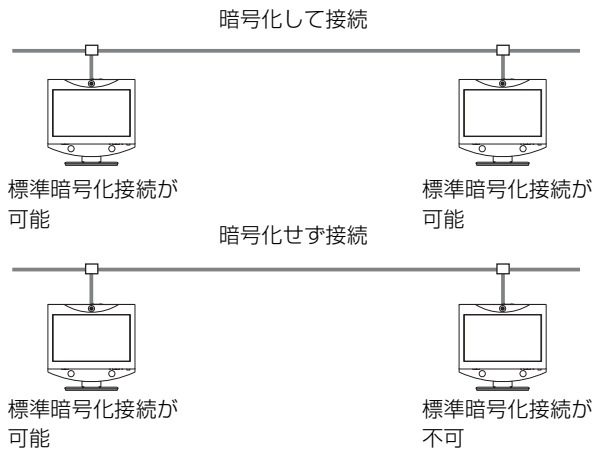 暗号化して接続
標準暗号化接続が
可能
標準暗号化接続が
可能
暗号化せず接続
標準暗号化接続が
可能
標準暗号化接続が
不可